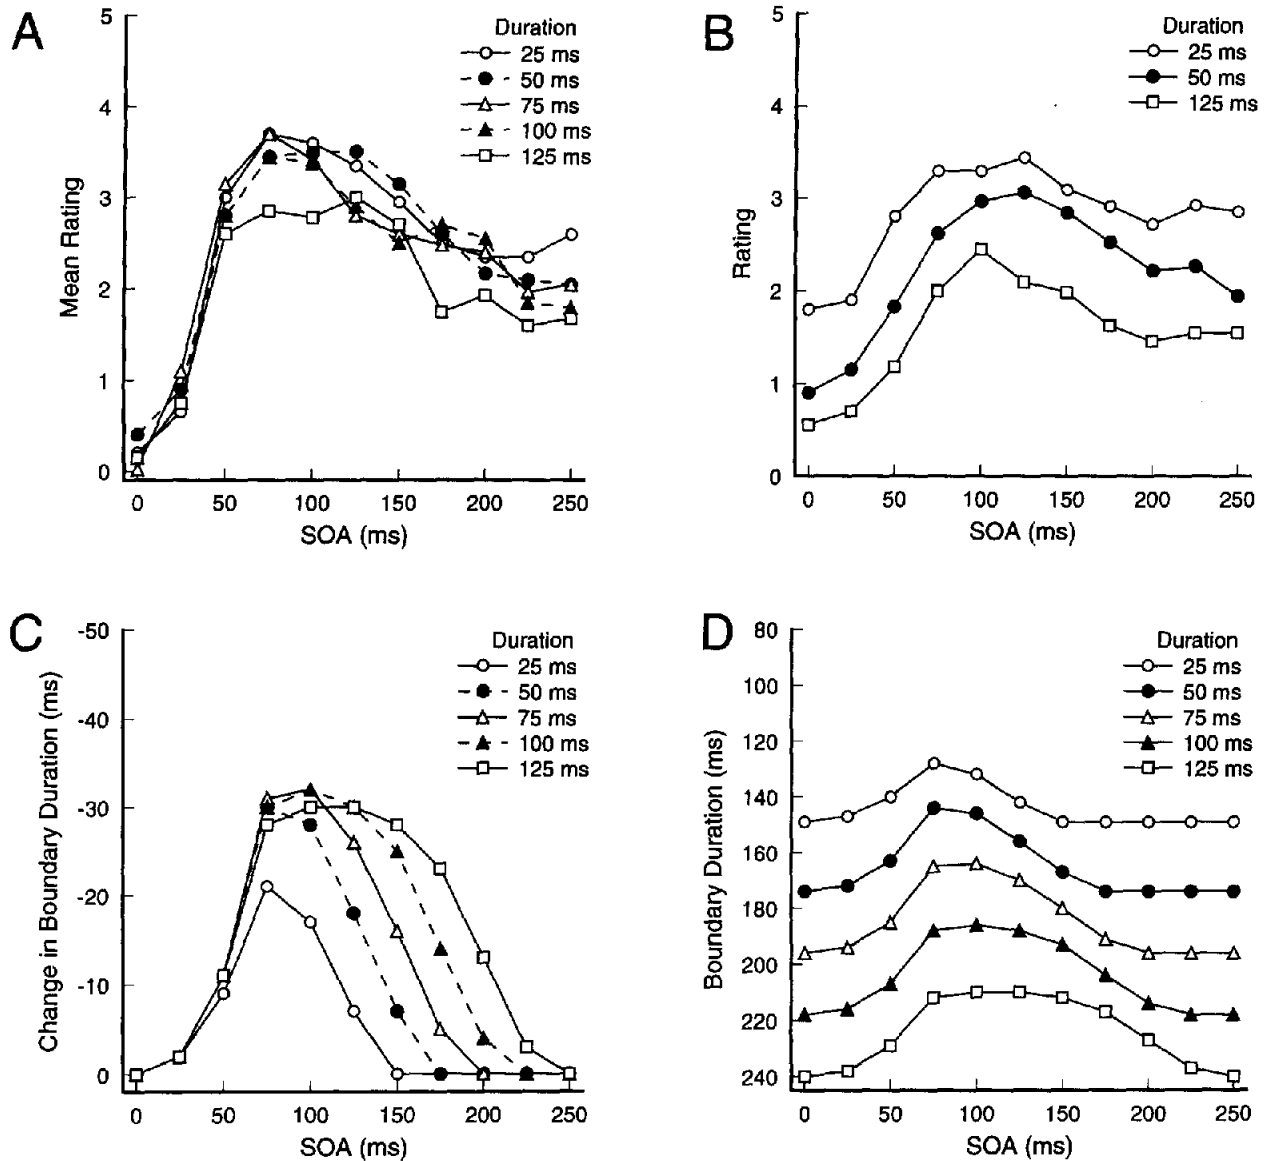 A
Duration
25 ms
50 ms
75 ms
100 ms
125 ms
5
4
3
2
1
0
Mean Rating
0 50 100 150 200 250
SOA (ms)
B
Duration
25 ms
50 ms
125 ms
5
4
3
2
1
0
Rating
0 50 100 150 200 250
SOA (ms)
C
Duration
25 ms
50 ms
75 ms
100 ms
125 ms
-50
-40
-30
-20
-10
0
Change in Boundary Duration (ms)
0 50 100 150 200 250
SOA (ms)
D
Duration
25 ms
50 ms
75 ms
100 ms
125 ms
80
100
120
140
160
180
200
220
240
Boundary Duration (ms)
0 50 100 150 200 250
SOA (ms)